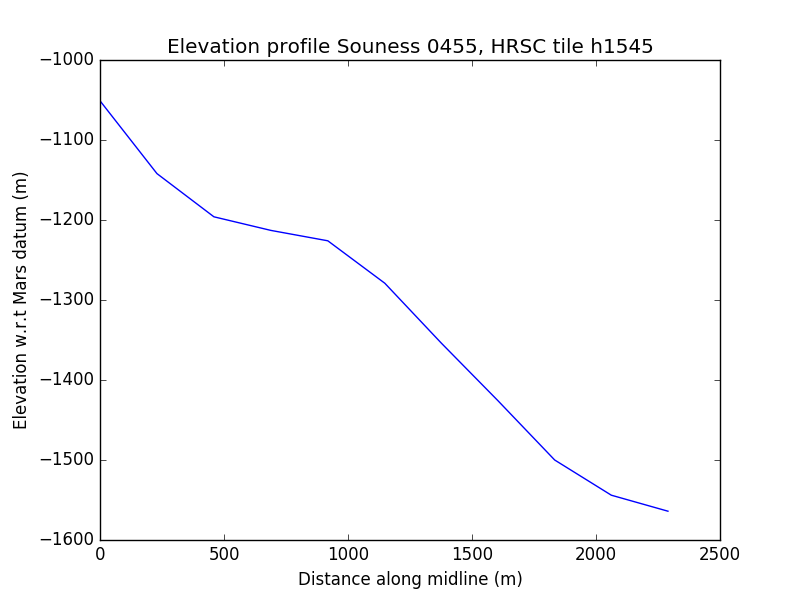 Elevation profile Souness 0455, HRSC tile h1545
−1000
−1100
−1200
−1300
−1400
−1500
−1600
Elevation w.r.t Mars datum (m)
0 500 1000 1500 2000 2500
Distance along midline (m)